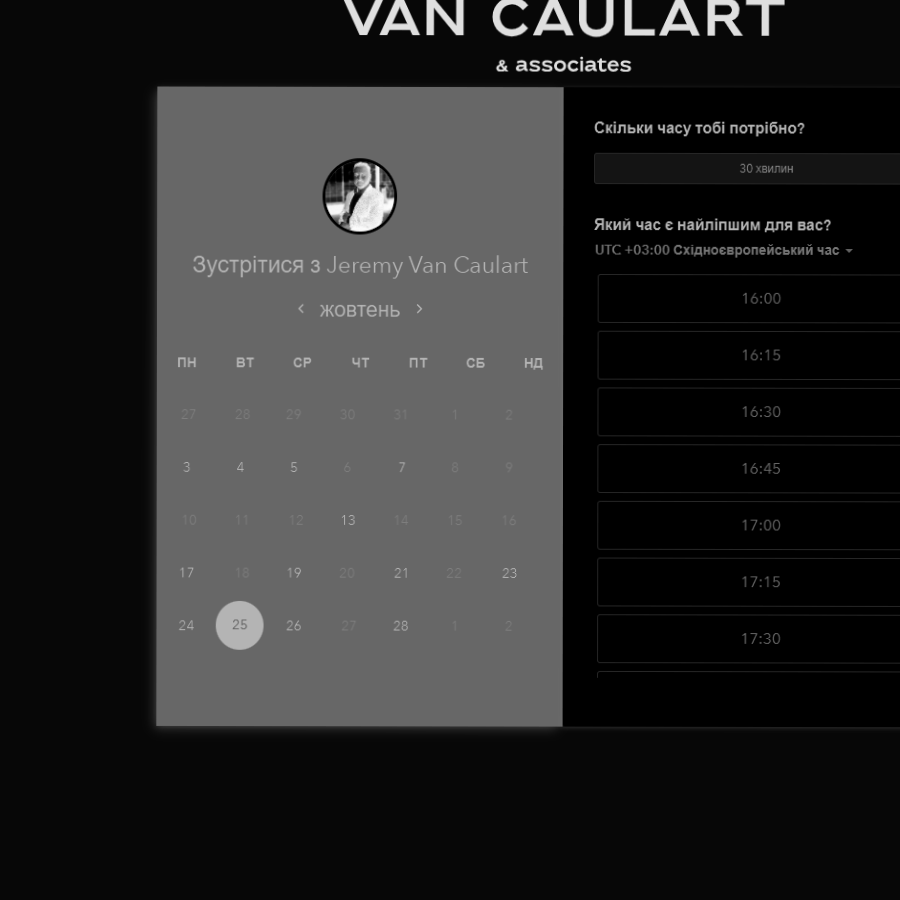 VAN CAULART
& associates
Зустрітися з Jeremy Van Caulart
жовтень
ПН ВТ СР ЧТ ПТ СБ НД
27 28 29 30 31 1 2
3 4 5 6 7 8 9
10 11 12 13 14 15 16
17 18 19 20 21 22 23
24 25 26 27 28 1 2
Скільки часу тобі потрібно?
30 хвилин
Який час є найліпшим для вас?
UTC +03:00 Східноєвропейський час
16:00
16:15
16:30
16:45
17:00
17:15
17:30